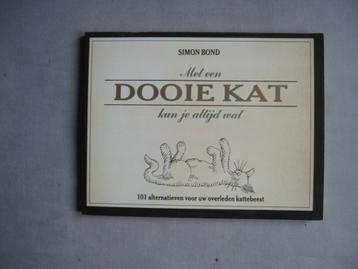 SIMON BOND
Met een
DOOIE KAT
kun je altijd wat
101 alternatieven voor uw overleden kattebeest